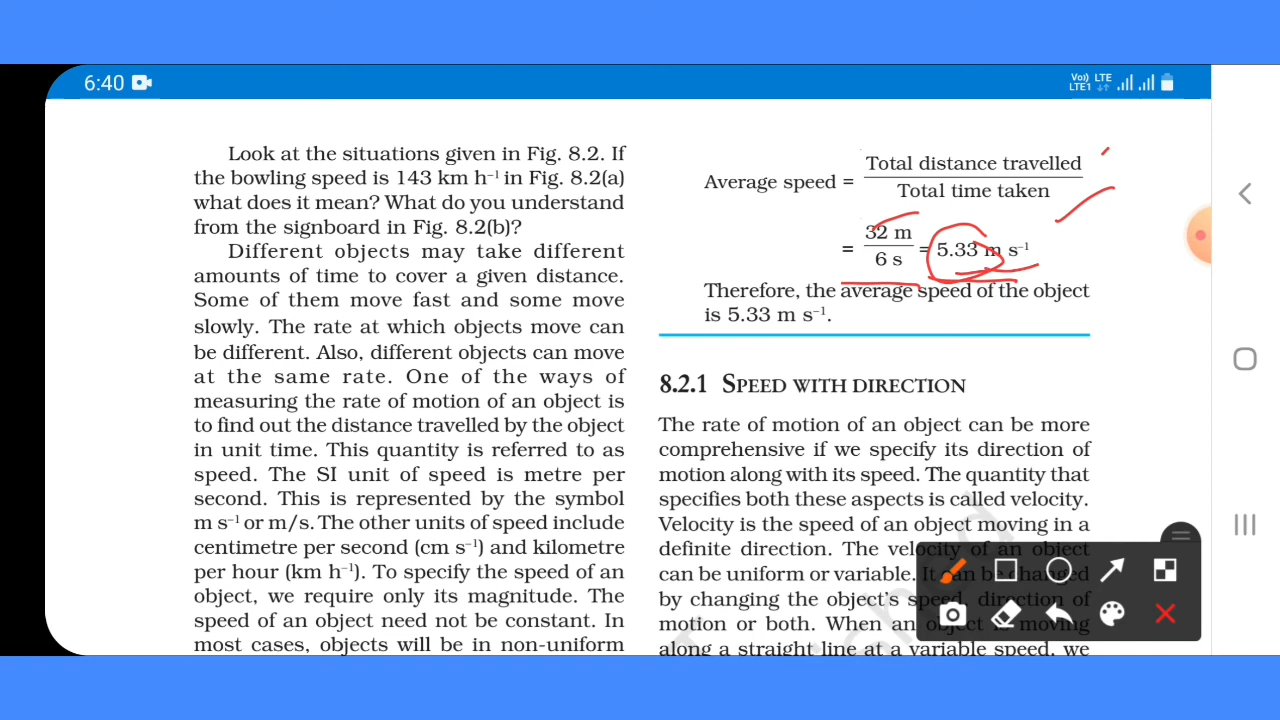 6:40
Vo) LTE
LTE1
Look at the situations given in Fig. 8.2. If
the bowling speed is 143 km h⁻¹ in Fig. 8.2(a)
what does it mean? What do you understand
from the signboard in Fig. 8.2(b)?
Different objects may take different
amounts of time to cover a given distance.
Some of them move fast and some move
slowly. The rate at which objects move can
be different. Also, different objects can move
at the same rate. One of the ways of
measuring the rate of motion of an object is
to find out the distance travelled by the object
in unit time. This quantity is referred to as
speed. The SI unit of speed is metre per
second. This is represented by the symbol
m s⁻¹ or m/s. The other units of speed include
centimetre per second (cm s⁻¹) and kilometre
per hour (km h⁻¹). To specify the speed of an
object, we require only its magnitude. The
speed of an object need not be constant. In
most cases, objects will be in non-uniform
Total distance travelled
Average speed =
Total time taken
32 m
= = 5.33 m s⁻¹
6 s
Therefore, the average speed of the object
is 5.33 m s⁻¹.
8.2.1 SPEED WITH DIRECTION
The rate of motion of an object can be more
comprehensive if we specify its direction of
motion along with its speed. The quantity that
specifies both these aspects is called velocity.
Velocity is the speed of an object moving in a
definite direction. The velocity of an object
can be uniform or variable. It can be changed
by changing the object's speed, direction of
motion or both. When an object is moving
along a straight line at a variable speed, we